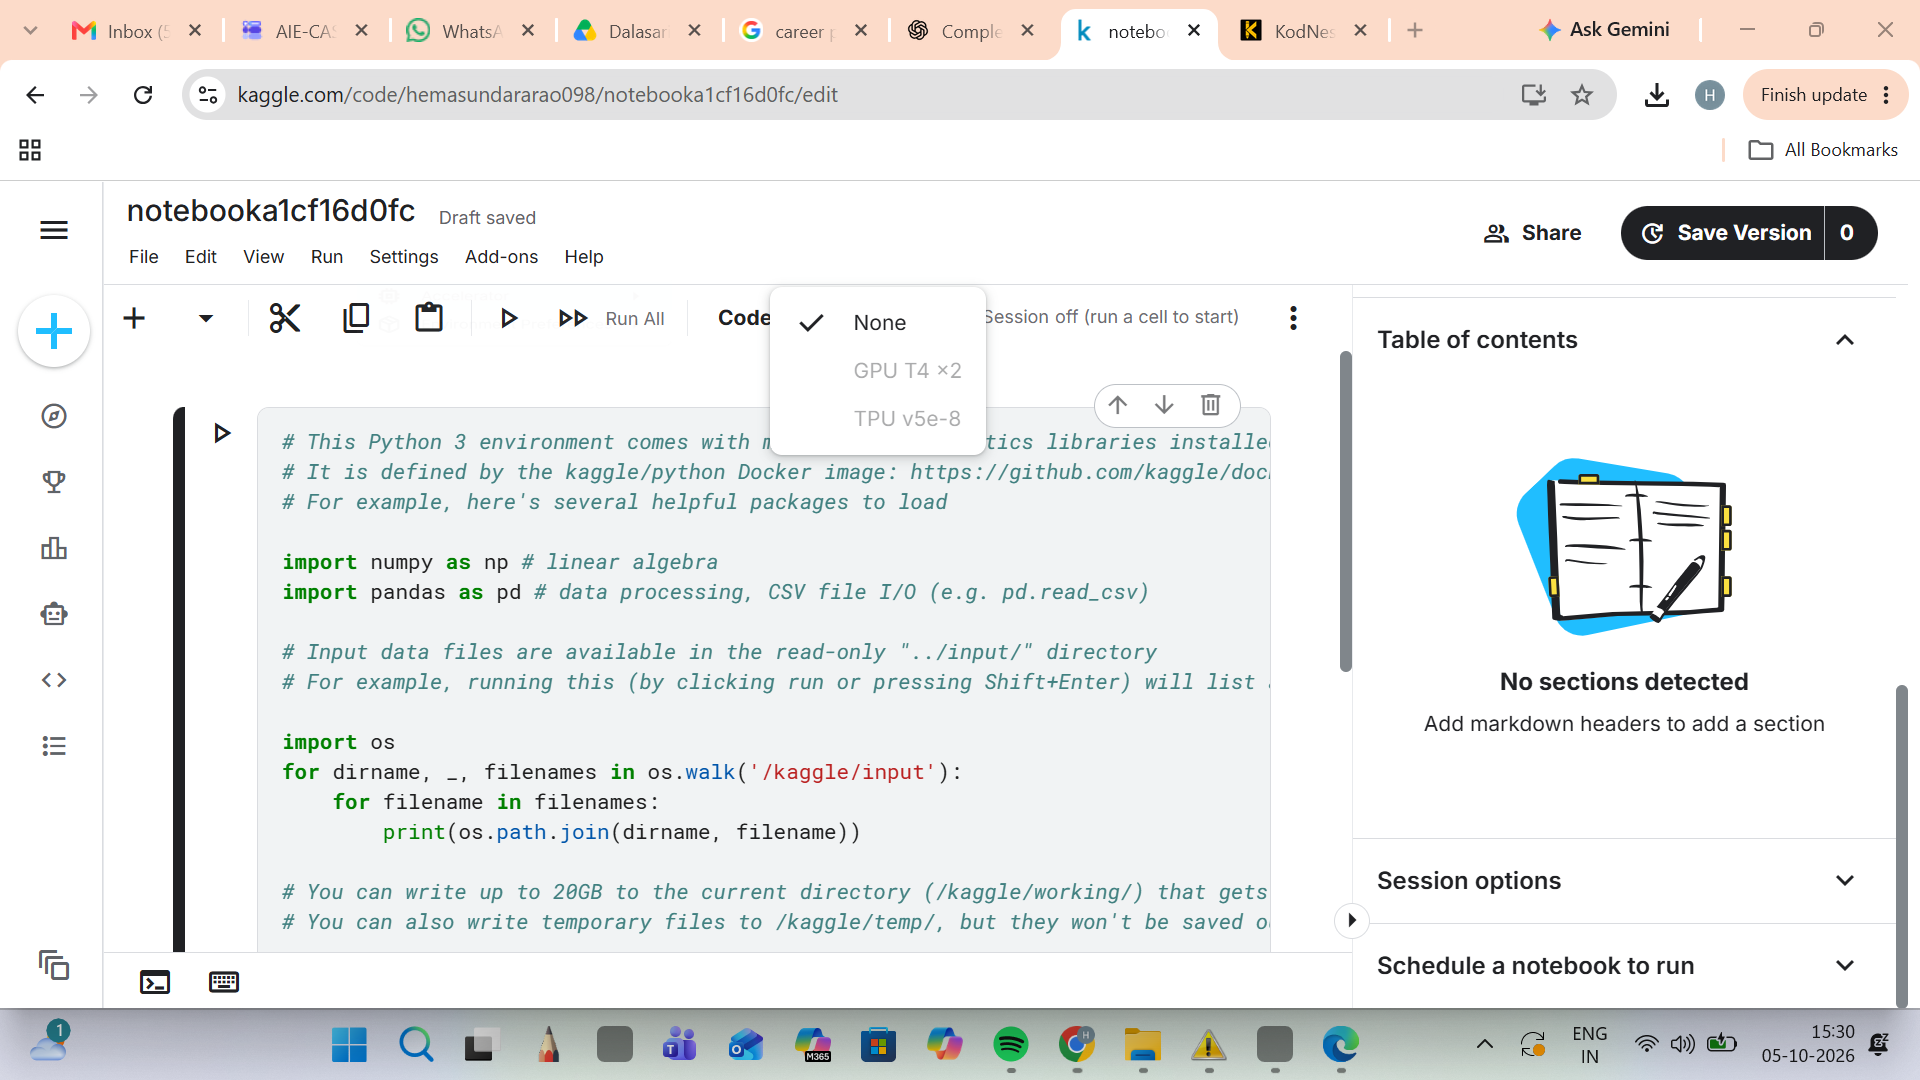 Inbox (5
AIE-CAS
WhatsA
Dalasar
career p
Comple
notebo
KodNes
Ask Gemini
kaggle.com/code/hemasundararao098/notebooka1cf16d0fc/edit
H
Finish update
All Bookmarks
notebooka1cf16d0fc
Draft saved
File Edit View Run Settings Add-ons Help
Share
Save Version 0
Run All
Code
None
GPU T4 ×2
TPU v5e-8
Session off (run a cell to start)
# This Python 3 environment comes with m tics libraries installe
# It is defined by the kaggle/python Docker image: https://github.com/kaggle/doc
# For example, here's several helpful packages to load
import numpy as np # linear algebra
import pandas as pd # data processing, CSV file I/O (e.g. pd.read_csv)
# Input data files are available in the read-only "../input/" directory
# For example, running this (by clicking run or pressing Shift+Enter) will list
import os
for dirname, _, filenames in os.walk('/kaggle/input'):
for filename in filenames:
print(os.path.join(dirname, filename))
# You can write up to 20GB to the current directory (/kaggle/working/) that gets
# You can also write temporary files to /kaggle/temp/, but they won't be saved o
Table of contents
No sections detected
Add markdown headers to add a section
Session options
Schedule a notebook to run
1
M365
H
ENG
IN
15:30
05-10-2026